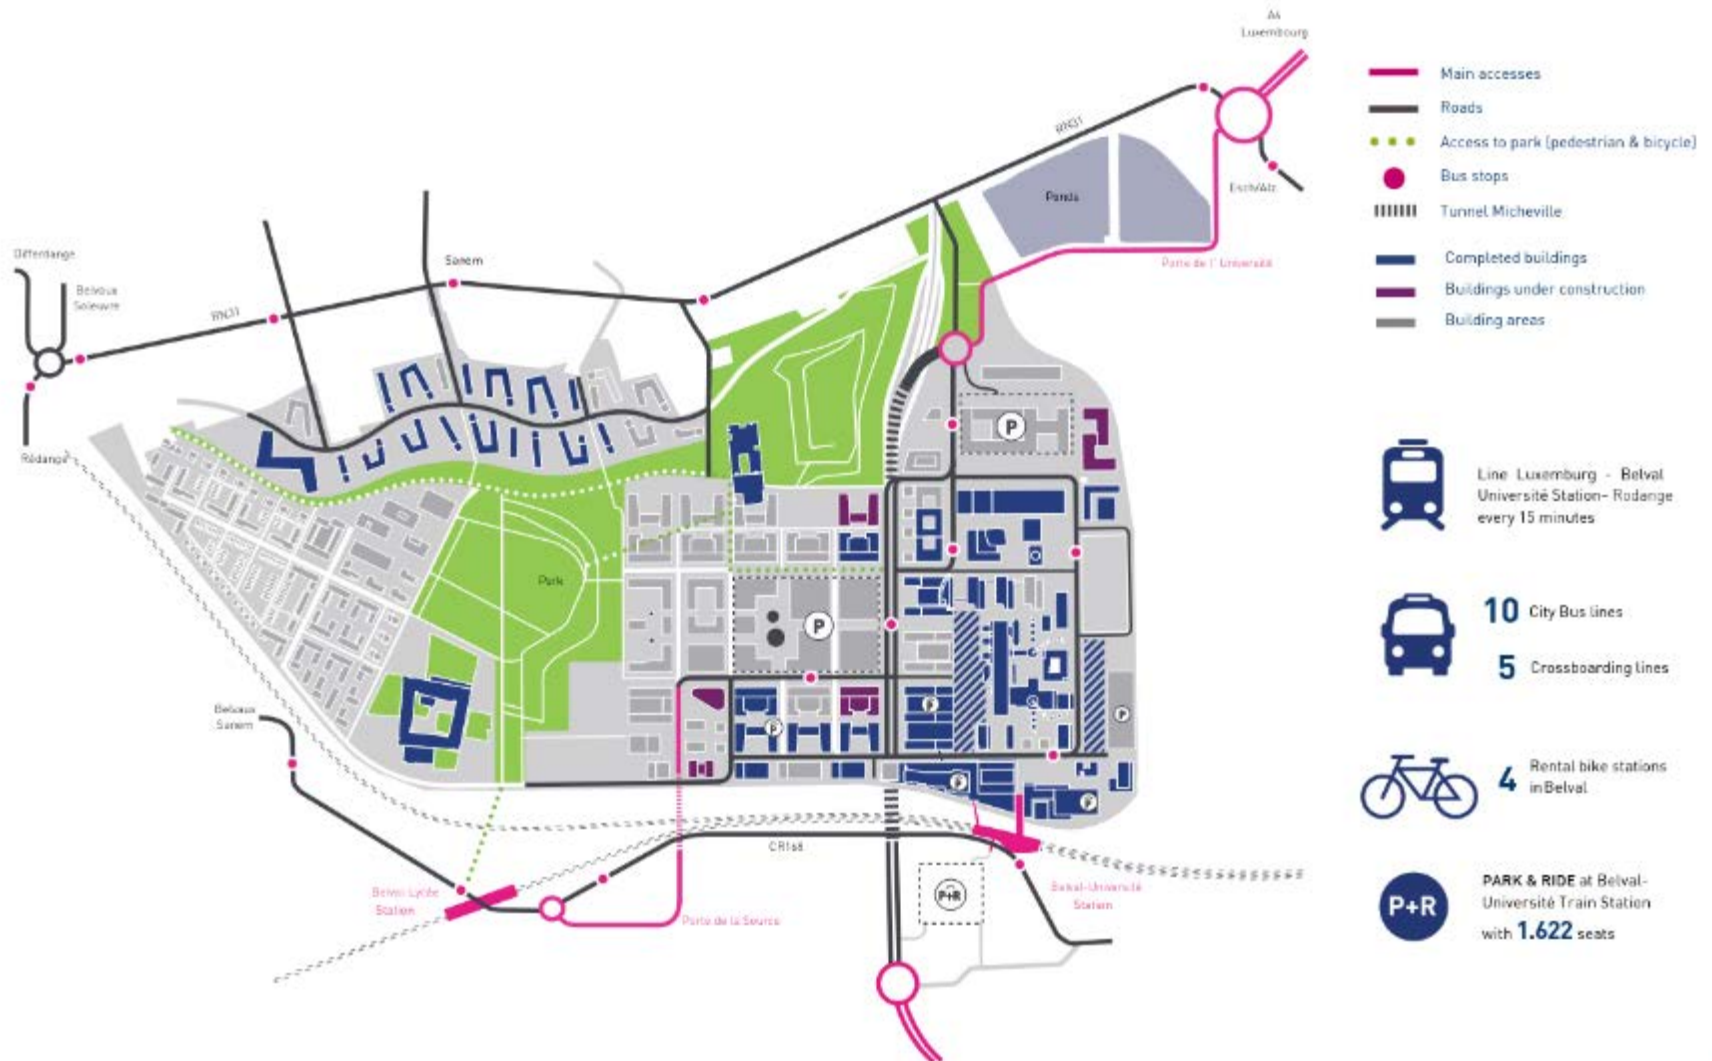 A4
Luxembourg
RN31
Esch/Alz.
Panda
Porte de l' Université
Differdange
Belvaux
Soleuvre
RN31
Sanem
Rédange
Park
P
P
P
P
P
P
P
Belvaux
Sanem
CR168
Belval-Lycée
Station
Porte de la Source
P+R
Belval-Université
Station
Main accesses
Roads
Access to park (pedestrian & bicycle)
Bus stops
Tunnel Micheville
Completed buildings
Buildings under construction
Building areas
Line Luxemburg - Belval
Université Station- Rodange
every 15 minutes
10 City Bus lines
5 Crossboarding lines
4 Rental bike stations
in Belval
P+R
PARK & RIDE at Belval-
Université Train Station
with 1.622 seats